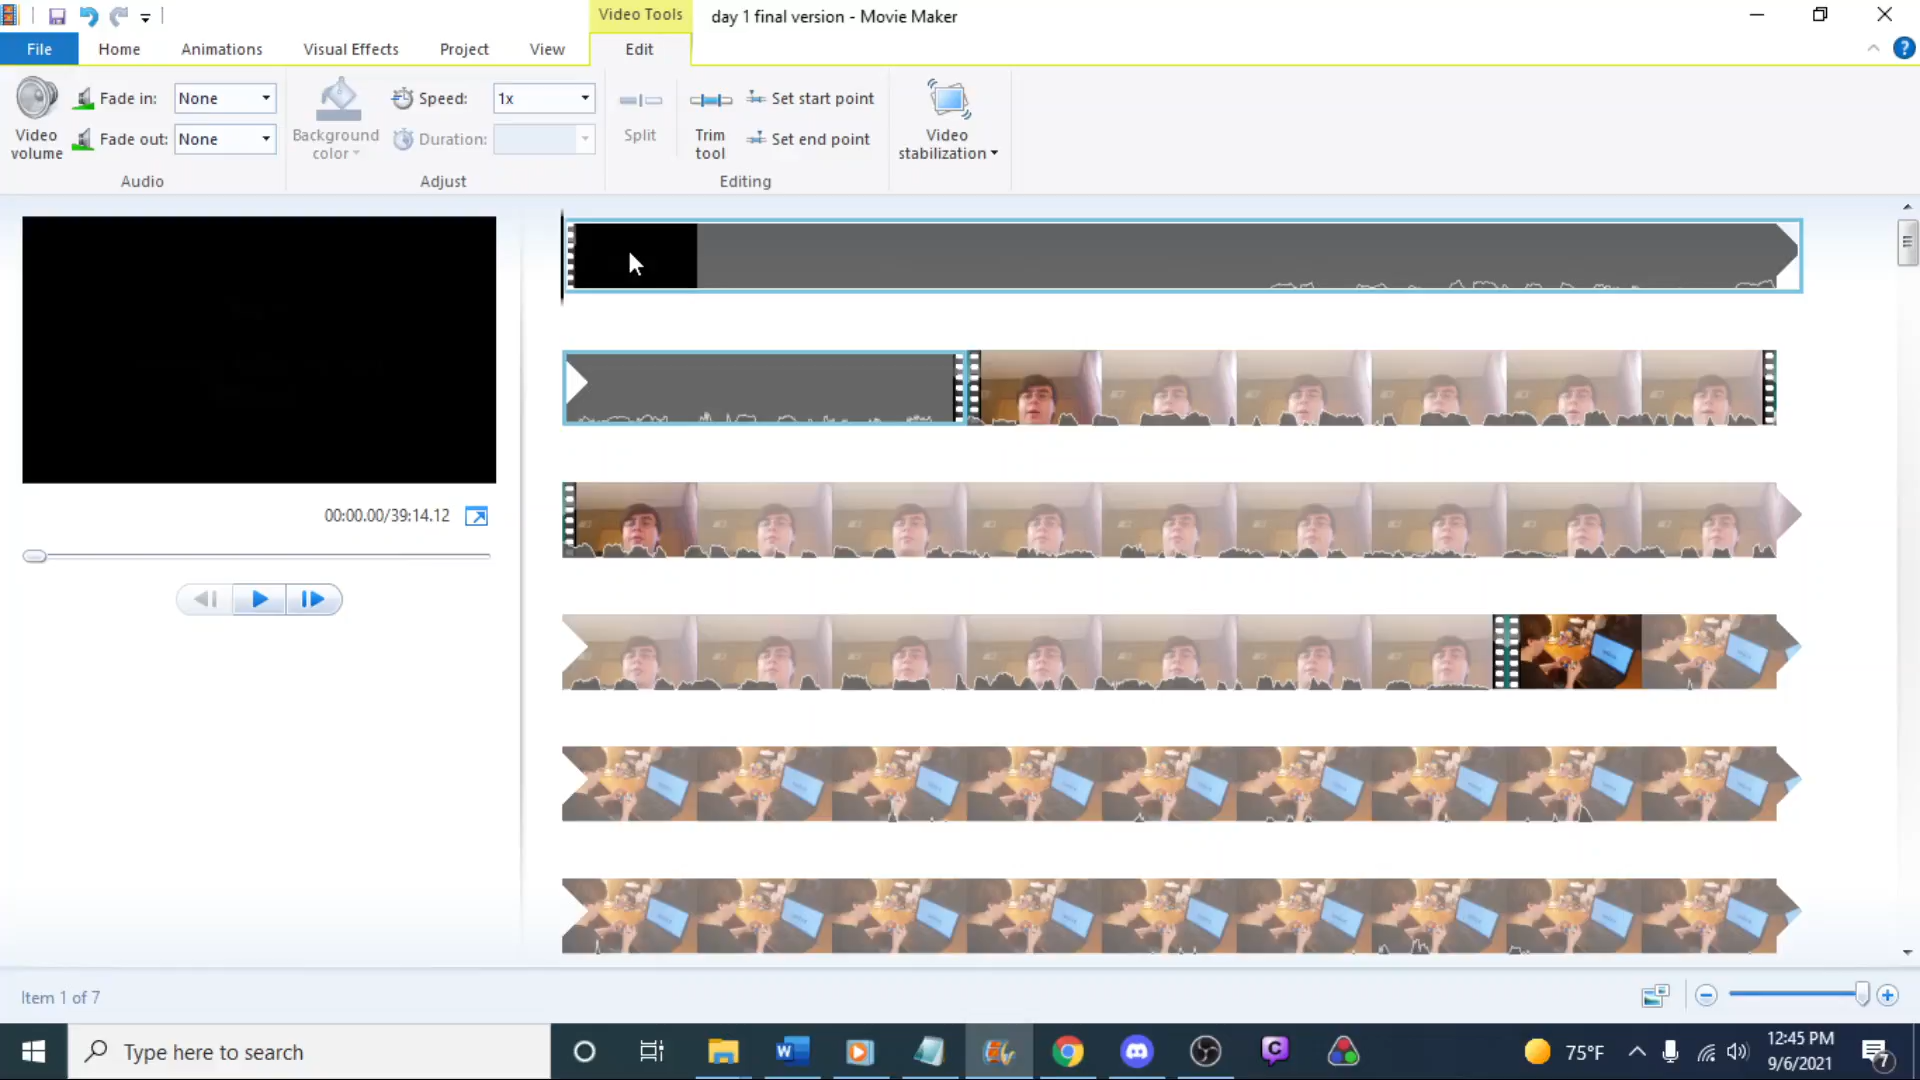 Video Tools
day 1 final version - Movie Maker
File
Home
Animations
Visual Effects
Project
View
Edit
Video volume
Fade in:
None
Fade out:
None
Audio
Background color
Speed:
1x
Duration:
Adjust
Split
Trim tool
Set start point
Set end point
Editing
Video stabilization
00:00.00/39:14.12
Item 1 of 7
Type here to search
75°F
12:45 PM
9/6/2021
7